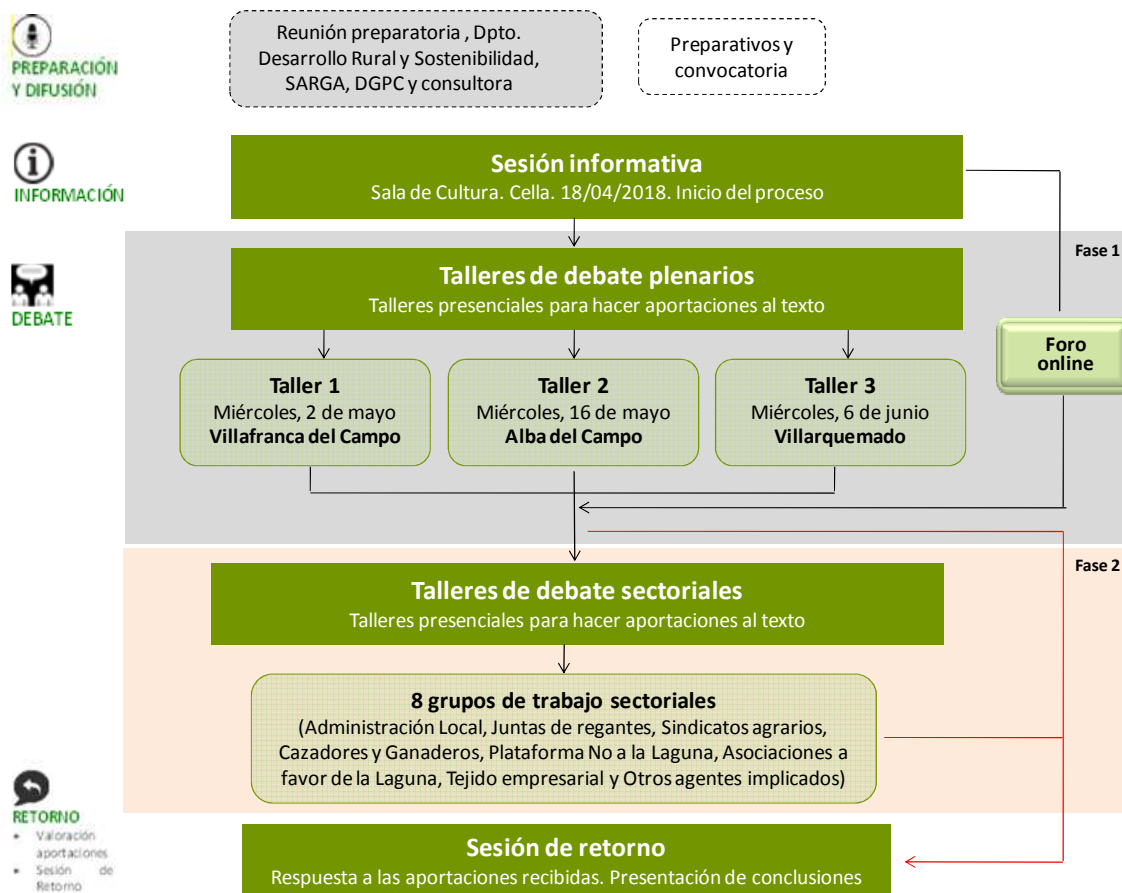 PREPARACIÓN
Y DIFUSIÓN
Reunión preparatoria , Dpto.
Desarrollo Rural y Sostenibilidad,
SARGA, DGPC y consultora
Preparativos y
convocatoria
INFORMACIÓN
Sesión informativa
Sala de Cultura. Cella. 18/04/2018. Inicio del proceso
Fase 1
DEBATE
Talleres de debate plenarios
Talleres presenciales para hacer aportaciones al texto
Foro
online
Taller 1
Miércoles, 2 de mayo
Villafranca del Campo
Taller 2
Miércoles, 16 de mayo
Alba del Campo
Taller 3
Miércoles, 6 de junio
Villarquemado
Fase 2
Talleres de debate sectoriales
Talleres presenciales para hacer aportaciones al texto
8 grupos de trabajo sectoriales
(Administración Local, Juntas de regantes, Sindicatos agrarios,
Cazadores y Ganaderos, Plataforma No a la Laguna, Asociaciones a
favor de la Laguna, Tejido empresarial y Otros agentes implicados)
RETORNO
• Valoración
aportaciones
• Sesión de
Retorno
Sesión de retorno
Respuesta a las aportaciones recibidas. Presentación de conclusiones